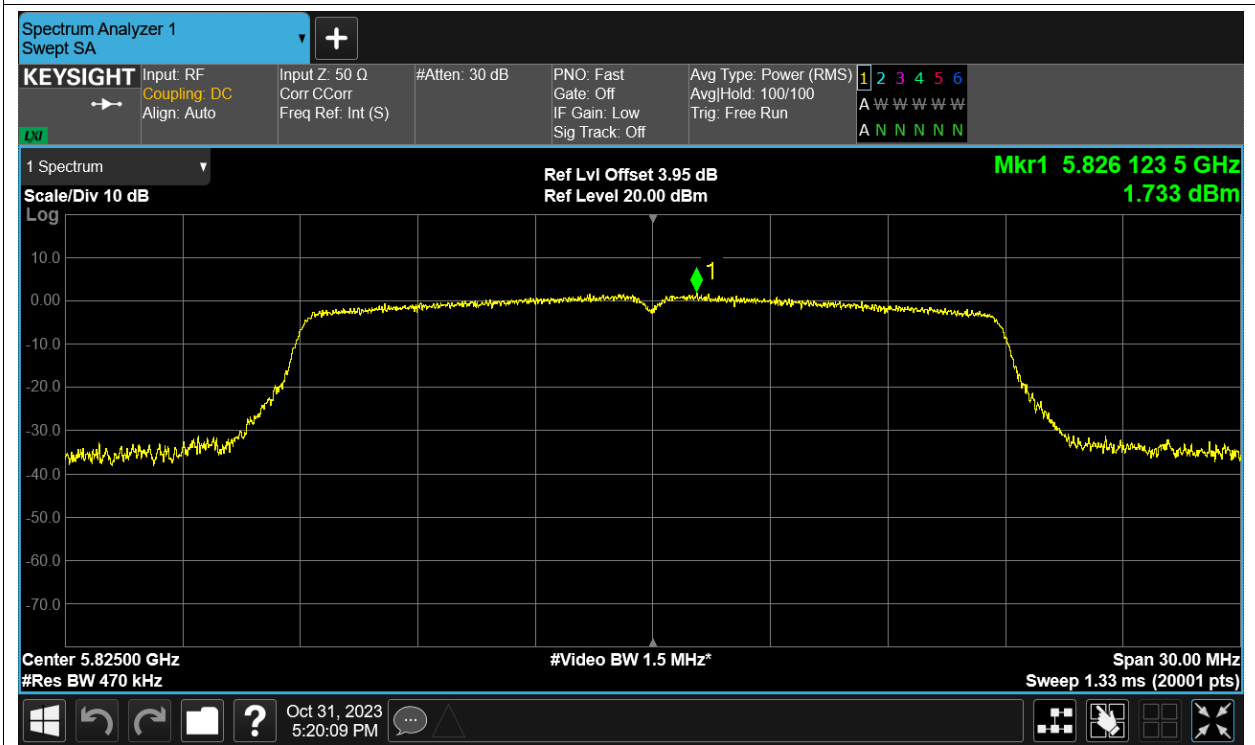 Spectrum Analyzer 1
Swept SA
KEYSIGHT
Input: RF
Coupling: DC
Align: Auto
Input Z: 50 Ω
Corr CCorr
Freq Ref: Int (S)
#Atten: 30 dB
PNO: Fast
Gate: Off
IF Gain: Low
Sig Track: Off
Avg Type: Power (RMS)
Avg|Hold: 100/100
Trig: Free Run
1 2 3 4 5 6
A W W W W W
A N N N N N
LXI
1 Spectrum
Scale/Div 10 dB
Log
Ref Lvl Offset 3.95 dB
Ref Level 20.00 dBm
Mkr1 5.826 123 5 GHz
1.733 dBm
10.0
0.00
-10.0
-20.0
-30.0
-40.0
-50.0
-60.0
-70.0
1
Center 5.82500 GHz
#Res BW 470 kHz
#Video BW 1.5 MHz*
Span 30.00 MHz
Sweep 1.33 ms (20001 pts)
?
Oct 31, 2023
5:20:09 PM